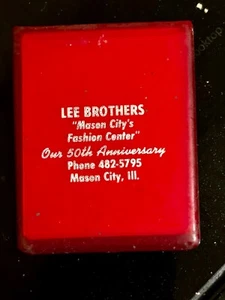 LEE BROTHERS
"Mason City's
Fashion Center"
Our 50th Anniversary
Phone 482-5795
Mason City, Ill.